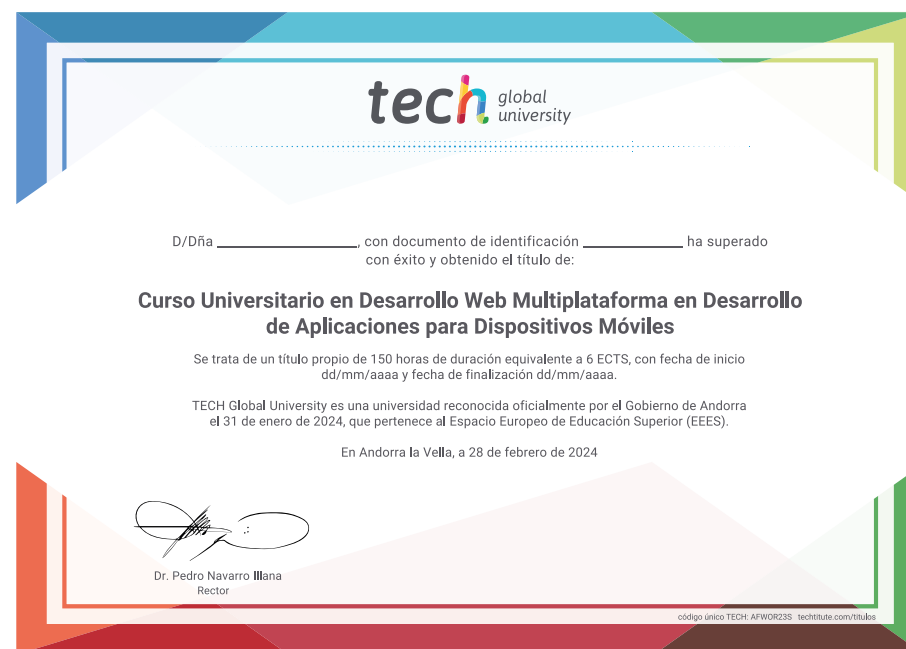 tech global university
D/Dña ____________________, con documento de identificación ______________ ha superado
con éxito y obtenido el título de:
Curso Universitario en Desarrollo Web Multiplataforma en Desarrollo
de Aplicaciones para Dispositivos Móviles
Se trata de un título propio de 150 horas de duración equivalente a 6 ECTS, con fecha de inicio
dd/mm/aaaa y fecha de finalización dd/mm/aaaa.
TECH Global University es una universidad reconocida oficialmente por el Gobierno de Andorra
el 31 de enero de 2024, que pertenece al Espacio Europeo de Educación Superior (EEES).
En Andorra la Vella, a 28 de febrero de 2024
Dr. Pedro Navarro Illana
Rector
código único TECH: AFWOR23S techtitute.com/titulos